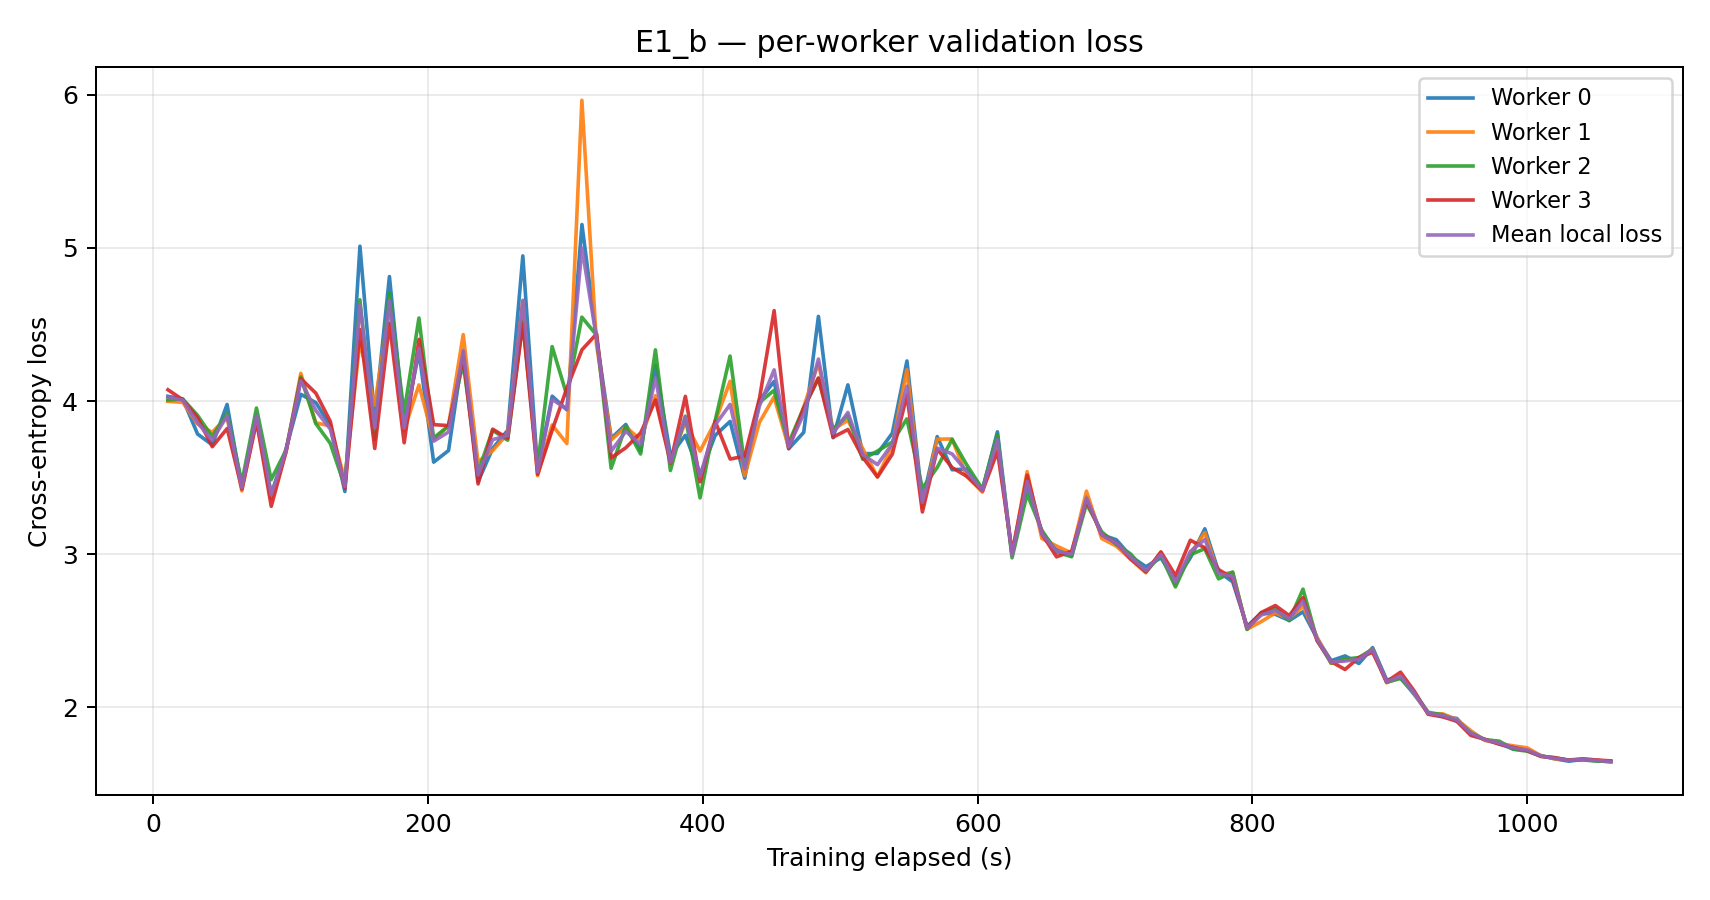 E1_b — per-worker validation loss
Cross-entropy loss
6
5
4
3
2
Worker 0
Worker 1
Worker 2
Worker 3
Mean local loss
0 200 400 600 800 1000
Training elapsed (s)